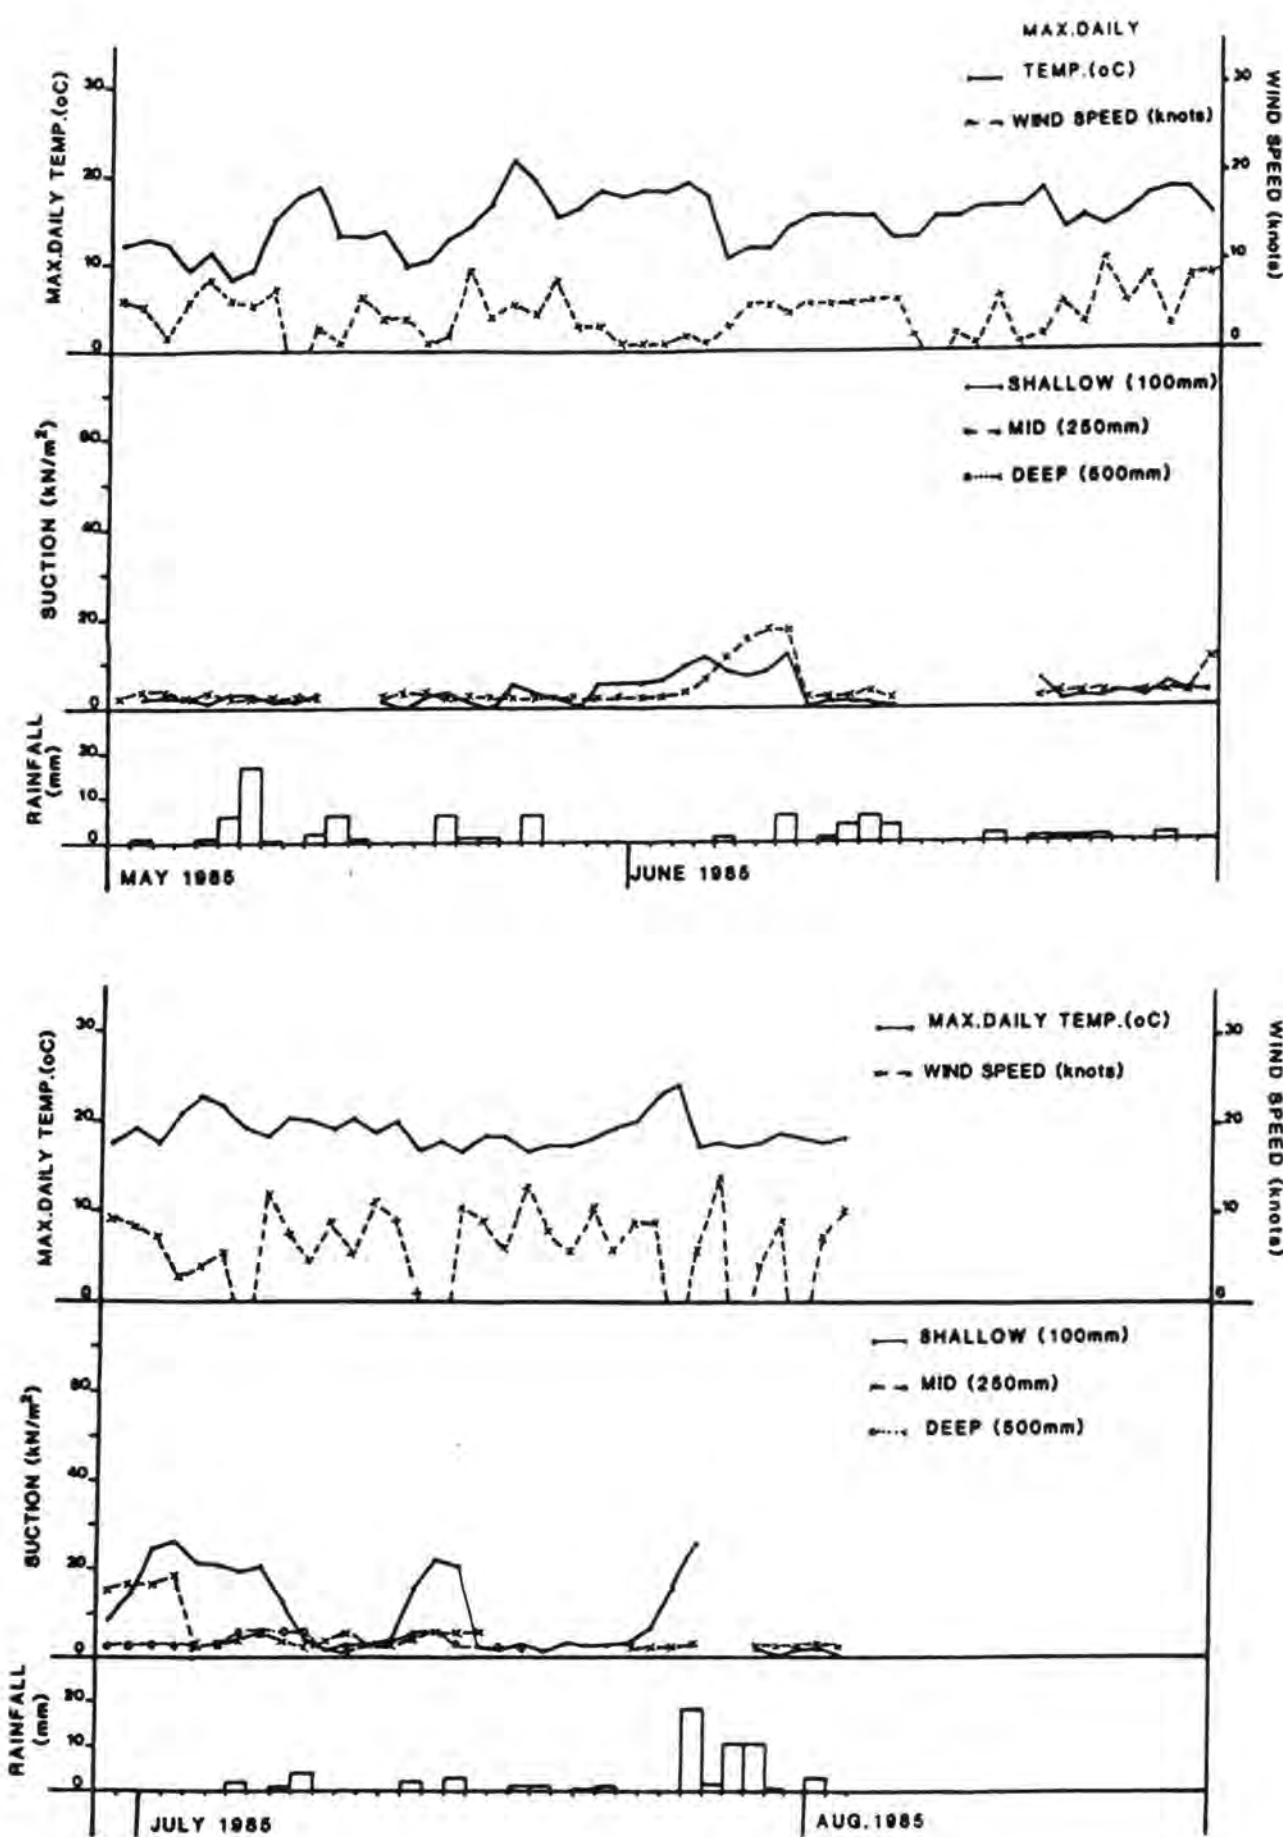 MAX.DAILY
TEMP.(oC)
WIND SPEED (knots)
MAX.DAILY TEMP.(oC)
30
20
10
0
WIND SPEED (knots)
30
20
10
0
SHALLOW (100mm)
MID (250mm)
DEEP (500mm)
SUCTION (kN/m²)
60
40
20
0
RAINFALL
(mm)
20
10
0
MAY 1985
JUNE 1985
MAX.DAILY TEMP.(oC)
WIND SPEED (knots)
MAX.DAILY TEMP.(oC)
30
20
10
0
WIND SPEED (knots)
30
20
10
0
SHALLOW (100mm)
MID (250mm)
DEEP (500mm)
SUCTION (kN/m²)
60
40
20
0
RAINFALL
(mm)
20
10
0
JULY 1985
AUG.1985